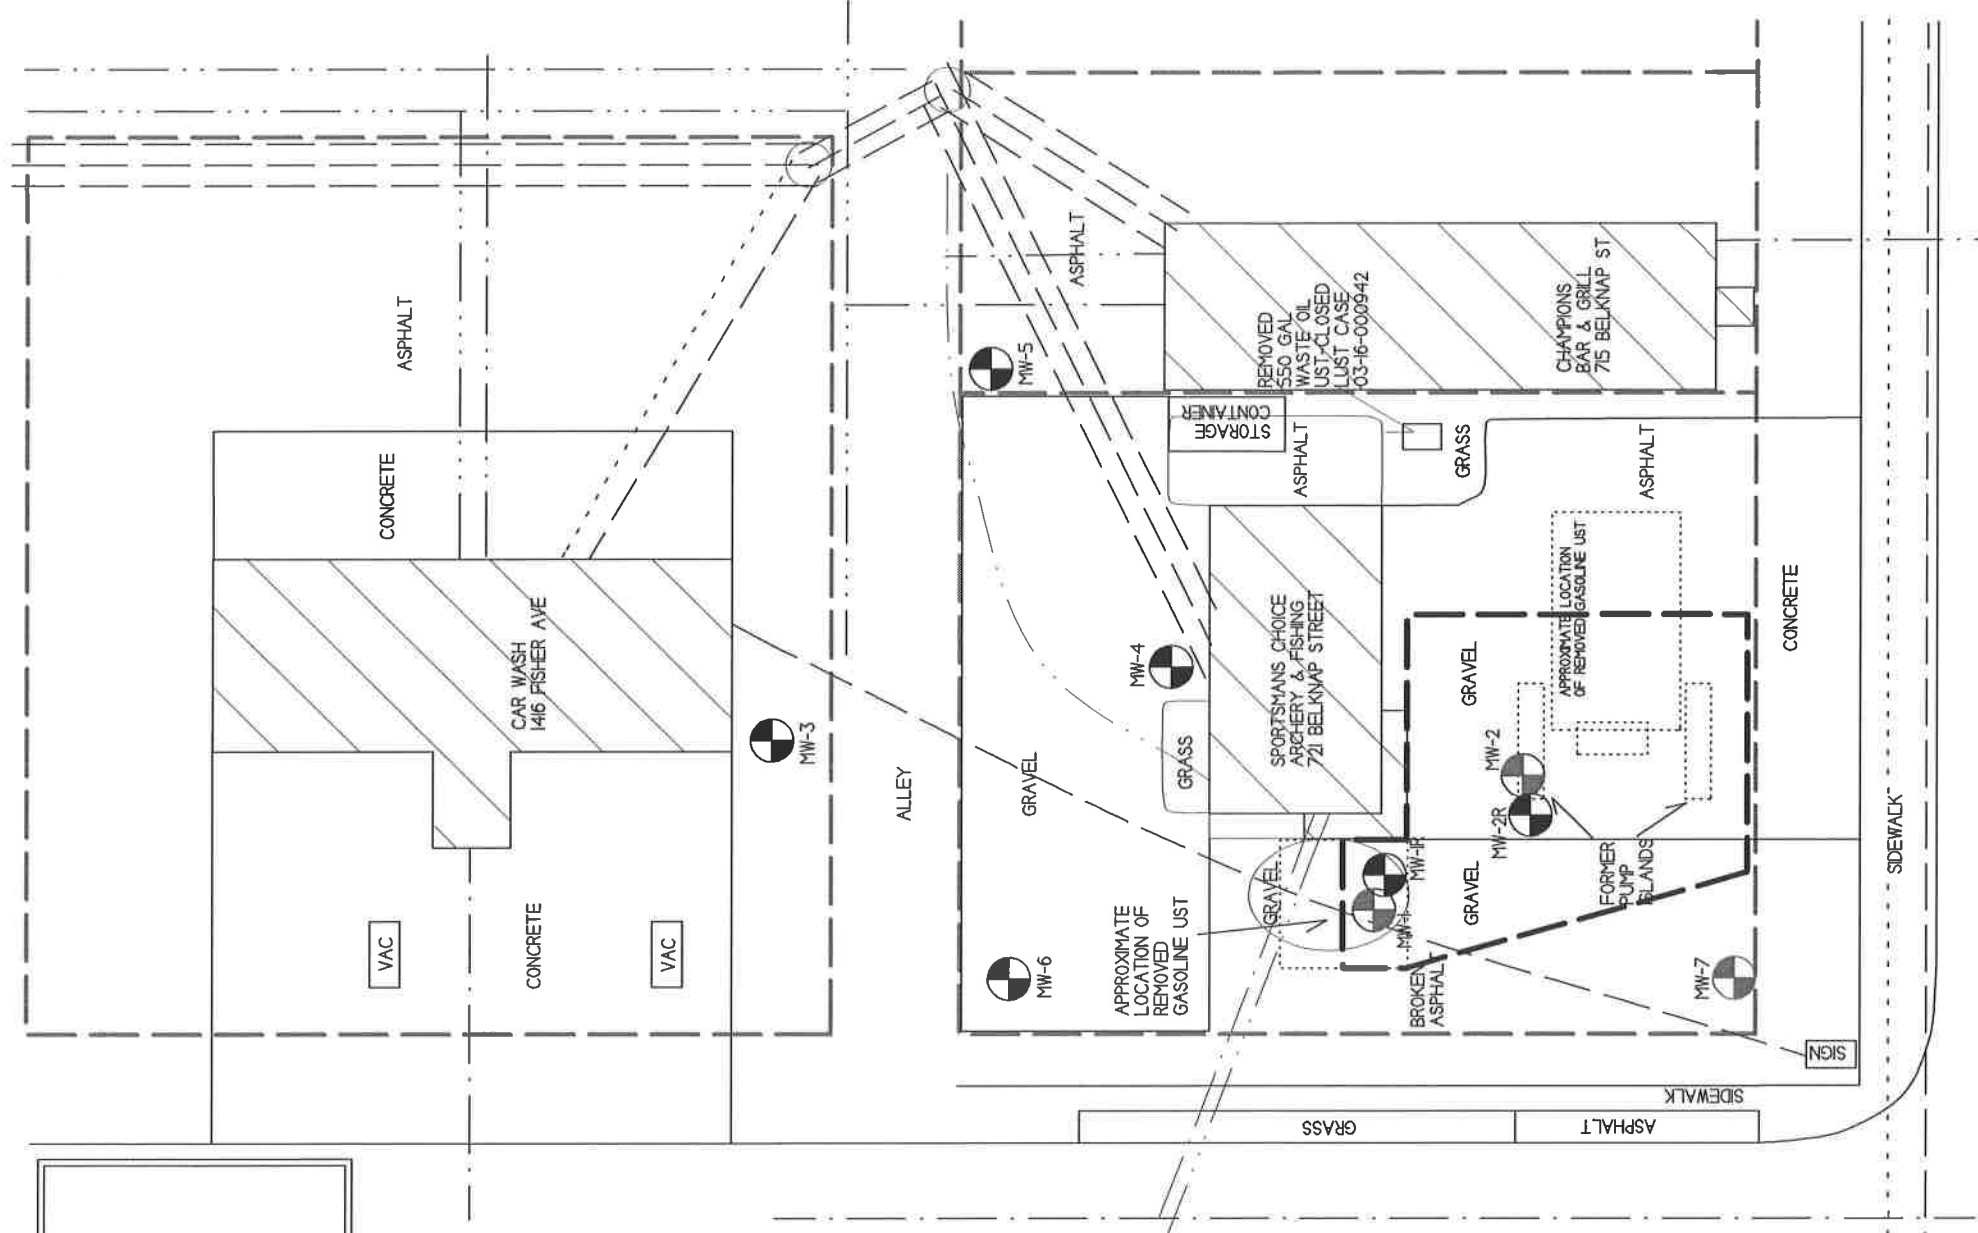 ASPHALT
CONCRETE
CAR WASH
1416 FISHER AVE
VAC
CONCRETE
VAC
MW-3
ALLEY
ASPHALT
MW-5
GRAVEL
MW-4
GRASS
MW-6
APPROXIMATE
LOCATION OF
REMOVED
GASOLINE UST
STORAGE
CONTAINER
ASPHALT
REMOVED
550 GAL
WASTE OIL
UST-CLOSED
LUST CASE
03-16-000942
GRASS
CHAMPIONS
BAR & GRILL
715 BELKNAP ST
SPORTSMANS CHOICE
ARCHERY & FISHING
721 BELKNAP STREET
ASPHALT
APPROXIMATE LOCATION
OF REMOVED GASOLINE UST
GRAVEL
MW-2
MW-2R
GRAVEL
MW-1R
MW-1
GRAVEL
FORMER
PUMP
ISLANDS
BROKEN
ASPHALT
MW-7
CONCRETE
SIDEWALK
SIGN
SIDEWALK
GRASS
ASPHALT